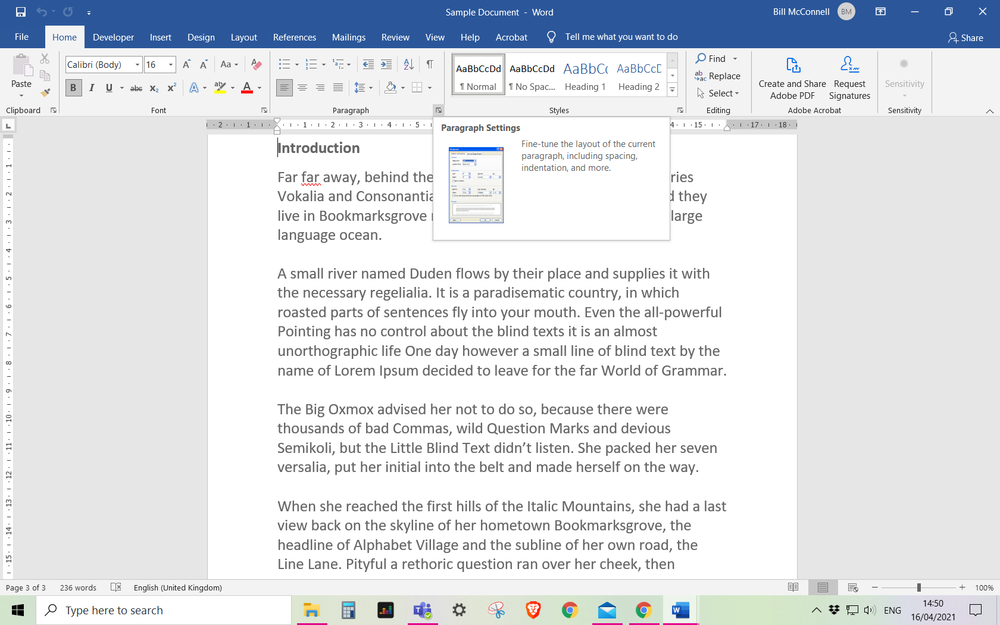 Sample Document - Word
Bill McConnell BM
File Home Developer Insert Design Layout References Mailings Review View Help Acrobat Tell me what you want to do Share
Paste
Clipboard
Calibri (Body) 16
Font
Paragraph
AaBbCcDd AaBbCcDd AaBbCc AaBbCcE
¶ Normal ¶ No Spac... Heading 1 Heading 2
Styles
Find
Replace
Select
Editing
Create and Share
Adobe PDF
Request
Signatures
Adobe Acrobat
Sensitivity
Sensitivity
2 1 1 2 3 4 5 4 15 17 18
Paragraph Settings
Fine-tune the layout of the current
paragraph, including spacing,
indentation, and more.
Introduction
Far far away, behind the ries
Vokalia and Consonantia d they
live in Bookmarksgrove large
language ocean.
A small river named Duden flows by their place and supplies it with
the necessary regelialia. It is a paradisematic country, in which
roasted parts of sentences fly into your mouth. Even the all-powerful
Pointing has no control about the blind texts it is an almost
unorthographic life One day however a small line of blind text by the
name of Lorem Ipsum decided to leave for the far World of Grammar.
The Big Oxmox advised her not to do so, because there were
thousands of bad Commas, wild Question Marks and devious
Semikoli, but the Little Blind Text didn’t listen. She packed her seven
versalia, put her initial into the belt and made herself on the way.
When she reached the first hills of the Italic Mountains, she had a last
view back on the skyline of her hometown Bookmarksgrove, the
headline of Alphabet Village and the subline of her own road, the
Line Lane. Pityful a rethoric question ran over her cheek, then
Page 3 of 3 236 words English (United Kingdom) 100%
Type here to search
ENG
14:50
16/04/2021